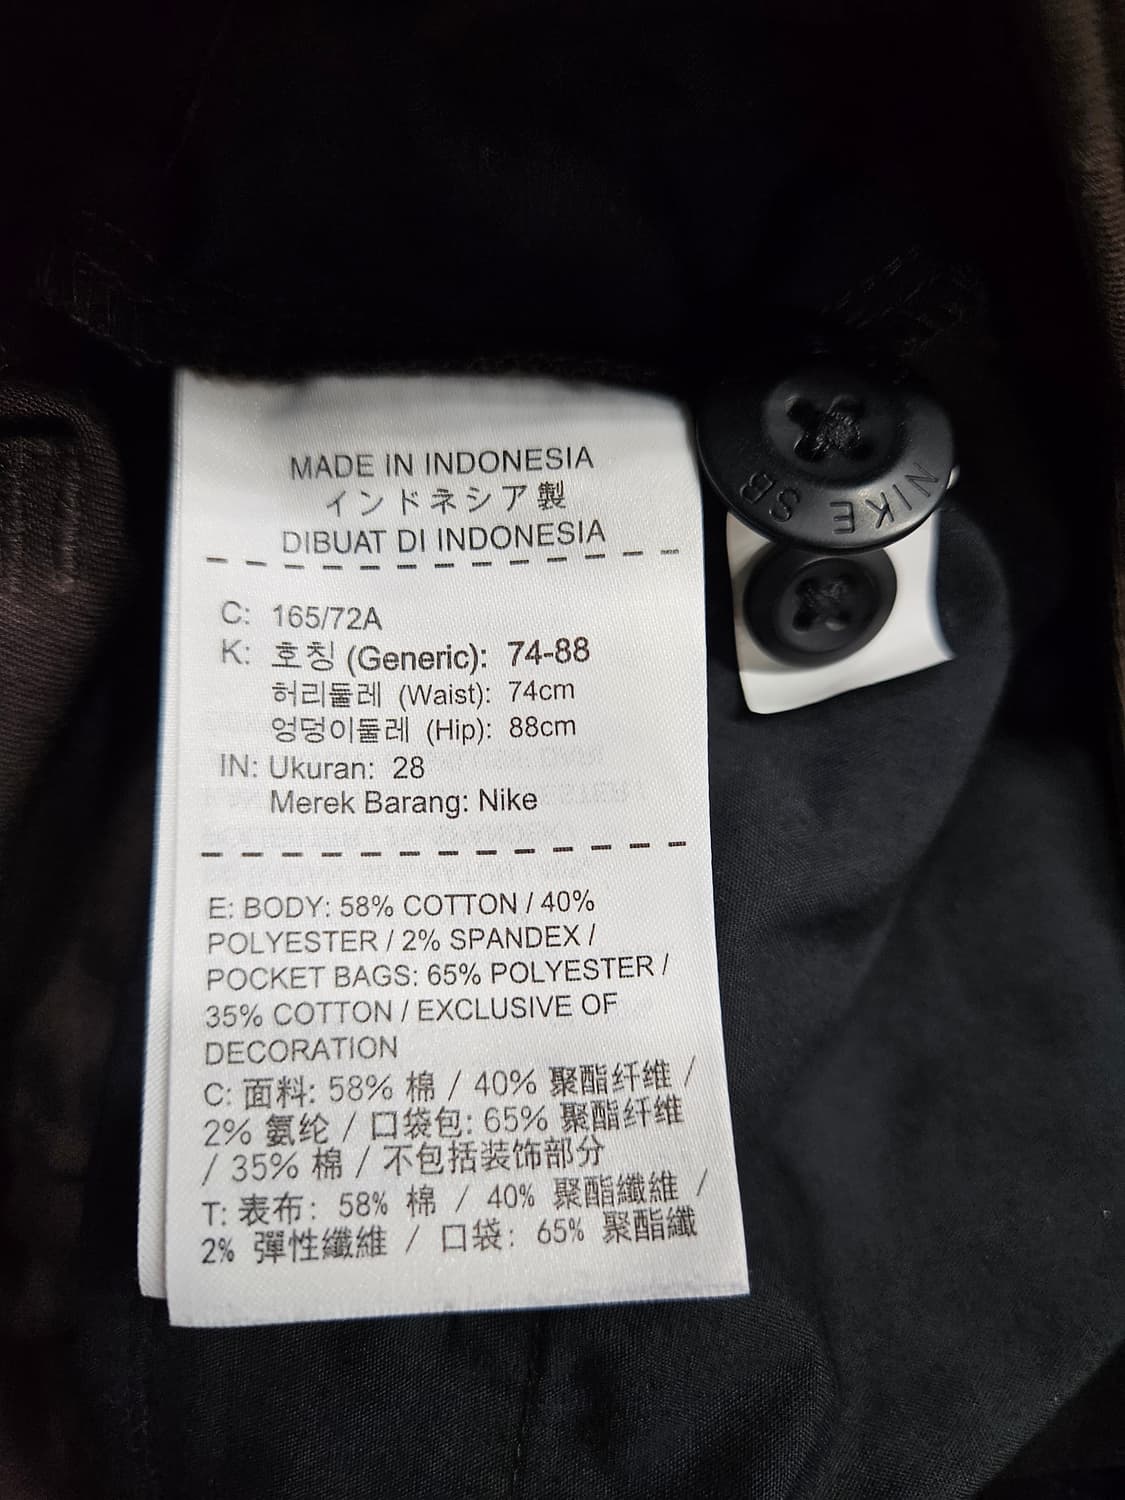 MADE IN INDONESIA
インドネシア製
DIBUAT DI INDONESIA
C: 165/72A
K: 호칭 (Generic): 74-88
허리둘레 (Waist): 74cm
엉덩이둘레 (Hip): 88cm
IN: Ukuran: 28
Merek Barang: Nike
E: BODY: 58% COTTON / 40%
POLYESTER / 2% SPANDEX /
POCKET BAGS: 65% POLYESTER /
35% COTTON / EXCLUSIVE OF
DECORATION
C: 面料: 58% 棉 / 40% 聚酯纤维 /
2% 氨纶 / 口袋包: 65% 聚酯纤维
/ 35% 棉 / 不包括装饰部分
T: 表布: 58% 棉 / 40% 聚酯纖維 /
2% 彈性纖維 / 口袋: 65% 聚酯纖
NIKE SB